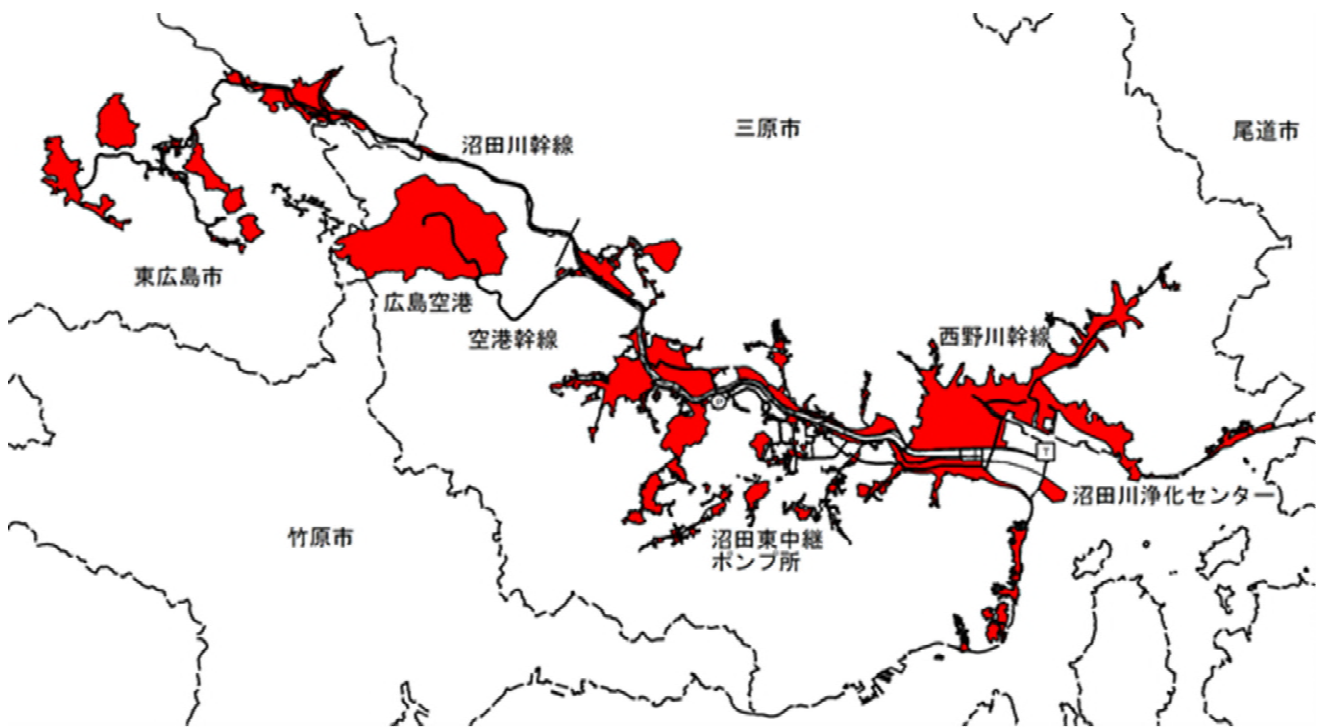 三原市
尾道市
沼田川幹線
東広島市
広島空港
空港幹線
西野川幹線
P
T
沼田川浄化センター
竹原市
沼田東中継
ポンプ所